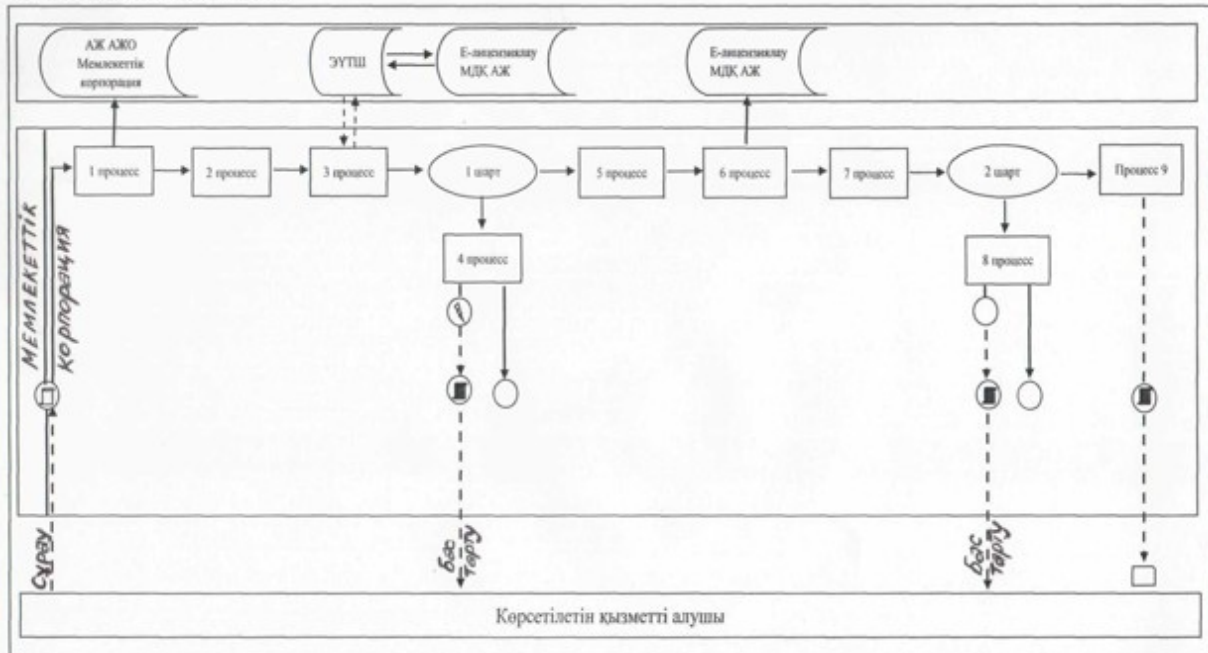 АЖ АЖО
Мемлекеттік
корпорация
ЭҮТШ
Е-лицензиялау
МДҚ АЖ
Е-лицензиялау
МДҚ АЖ
1 процесс
2 процесс
3 процесс
1 шарт
5 процесс
6 процесс
7 процесс
2 шарт
Процесс 9
4 процесс
8 процесс
МЕМЛЕКЕТТІК
корпорация
Сұрау
Бас
тарту
Бас
тарту
Көрсетілетін қызметті алушы